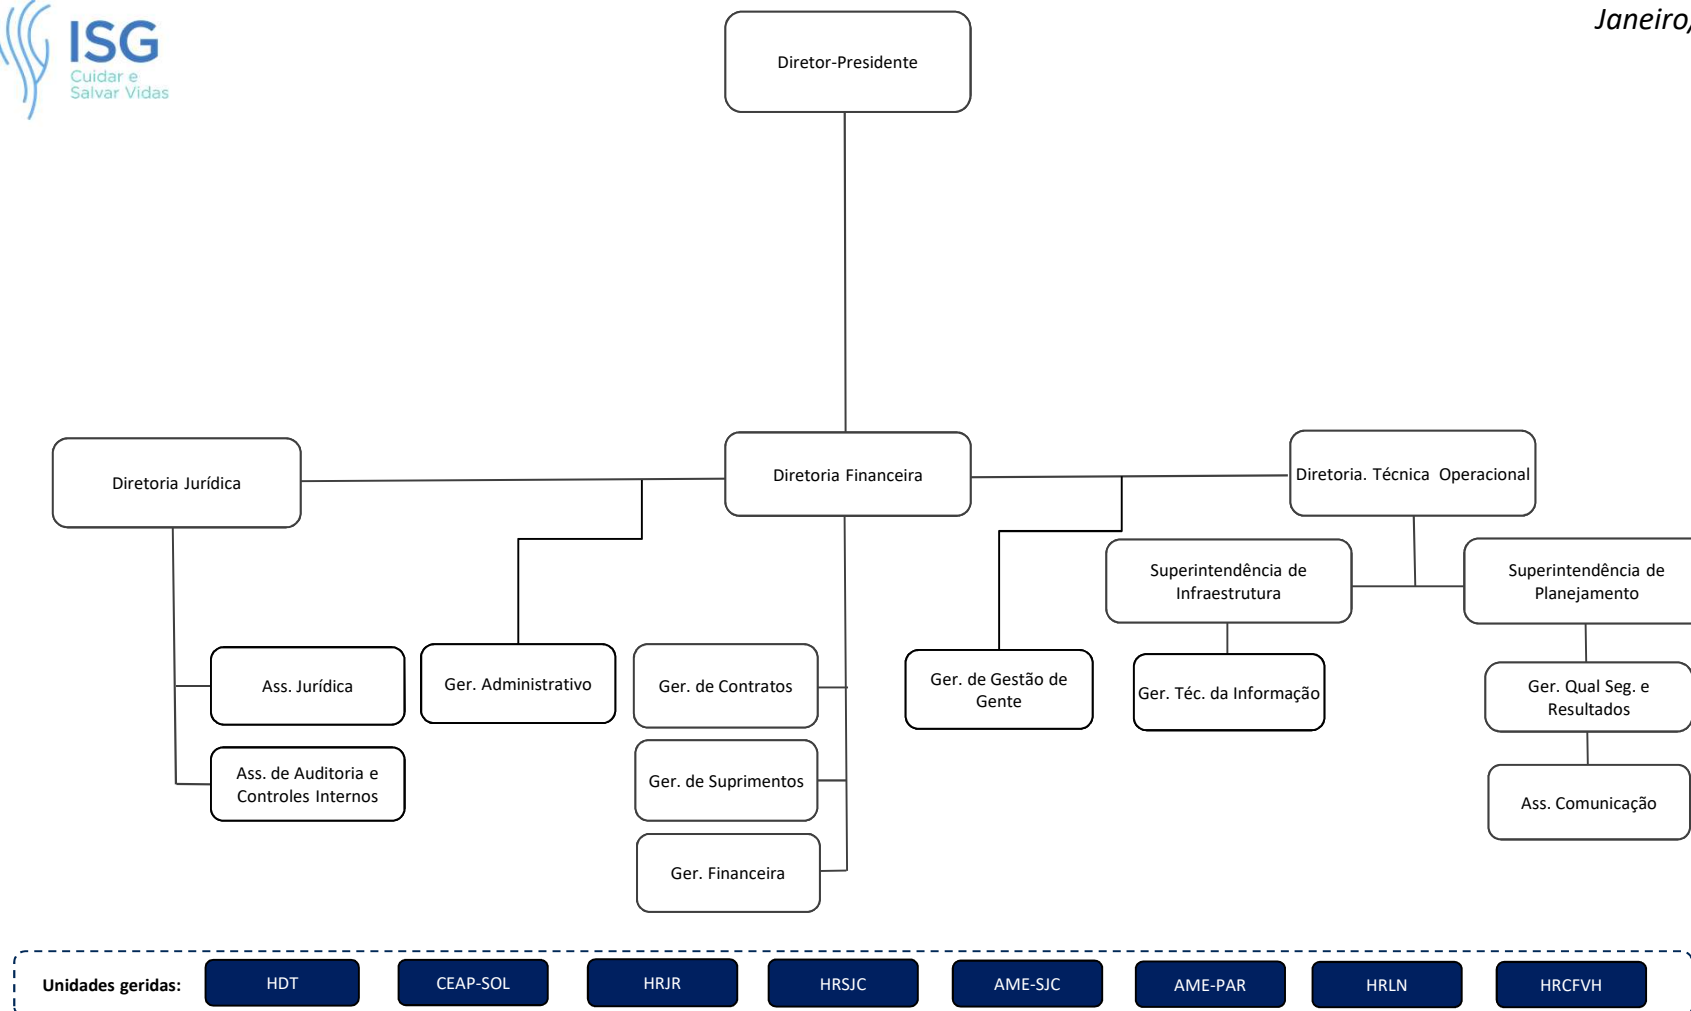 ISG
Cuidar e
Salvar Vidas
Janeiro/
Diretor-Presidente
Diretoria Jurídica
Diretoria Financeira
Diretoria. Técnica Operacional
Superintendência de
Infraestrutura
Superintendência de
Planejamento
Ass. Jurídica
Ger. Administrativo
Ger. de Contratos
Ger. de Gestão de
Gente
Ger. Téc. da Informação
Ger. Qual Seg. e
Resultados
Ass. de Auditoria e
Controles Internos
Ger. de Suprimentos
Ass. Comunicação
Ger. Financeira
Unidades geridas:
HDT
CEAP-SOL
HRJR
HRSJC
AME-SJC
AME-PAR
HRLN
HRCFVH